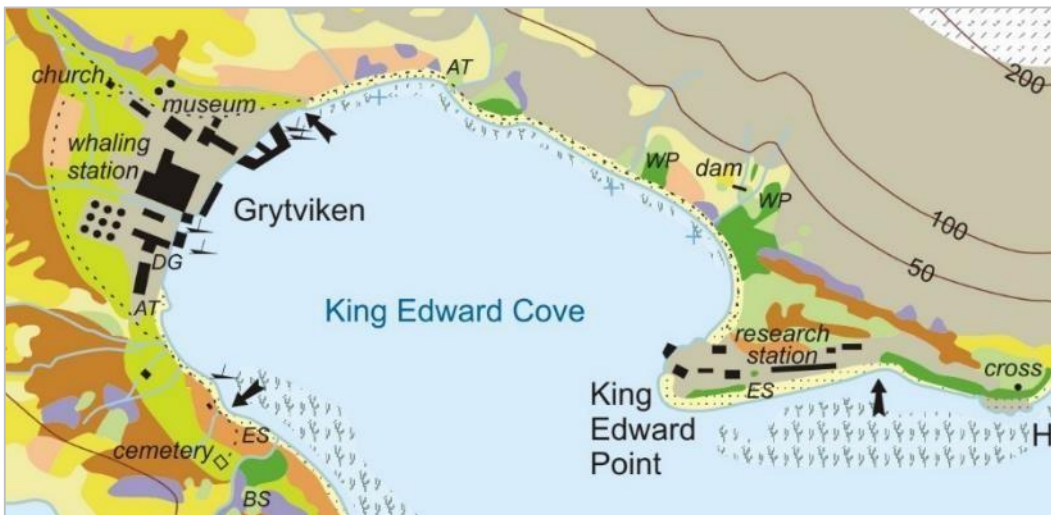 200
church
museum
whaling
station
Grytviken
DG
AT
AT
WP
dam
WP
100
50
King Edward Cove
research
station
cross
King
Edward
Point
ES
H
ES
cemetery
BS